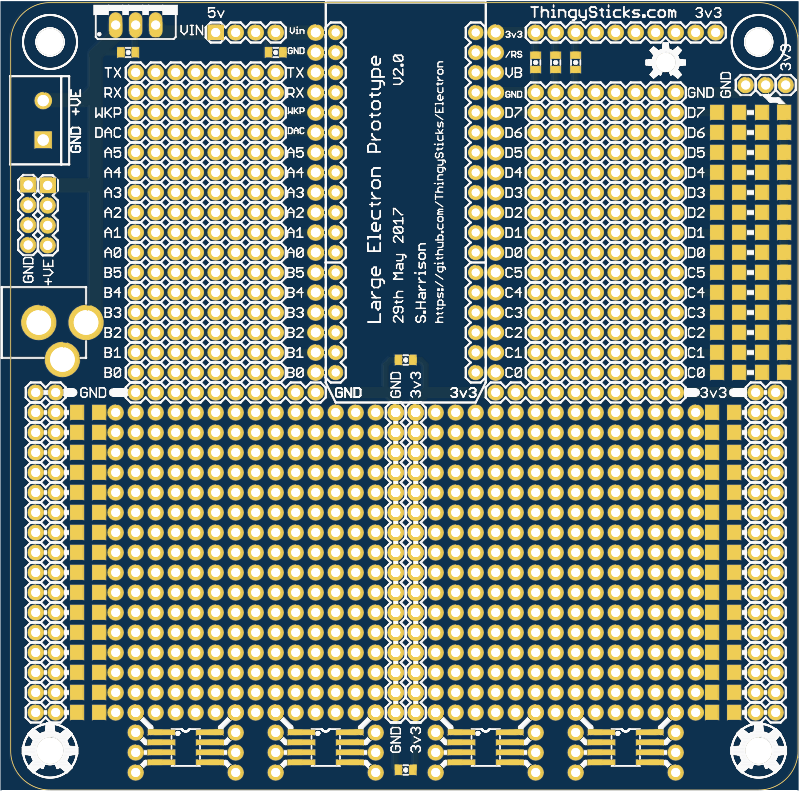 5v
ThingySticks.com 3v3
VIN
Vin
3v3
GND
/RS
3v3
TX
TX
VB
RX
RX
GND
GND
GND
WKP
WKP
D7
D7
DAC
DAC
D6
D6
A5
A5
D5
D5
A4
A4
D4
D4
A3
A3
D3
D3
A2
A2
D2
D2
A1
A1
D1
D1
A0
A0
D0
D0
B5
B5
C5
C5
B4
B4
C4
C4
B3
B3
C3
C3
B2
B2
C2
C2
B1
B1
C1
C1
B0
B0
C0
C0
GND +VE
GND
+VE
Large Electron Prototype
V2.0
29th May 2017
S.Harrison
https://github.com/ThingySticks/Electron
GND
3v3
GND
GND
3v3
3v3
GND
3v3